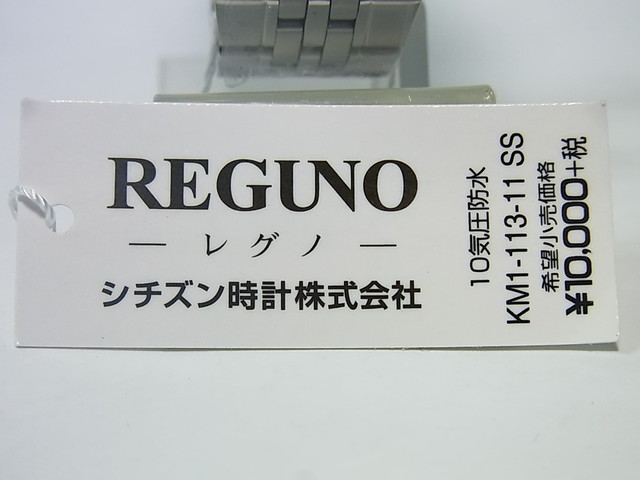 REGUNO
— レグノ —
シチズン時計株式会社
10気圧防水
KM1-113-11 SS
希望小売価格
¥10,000+税